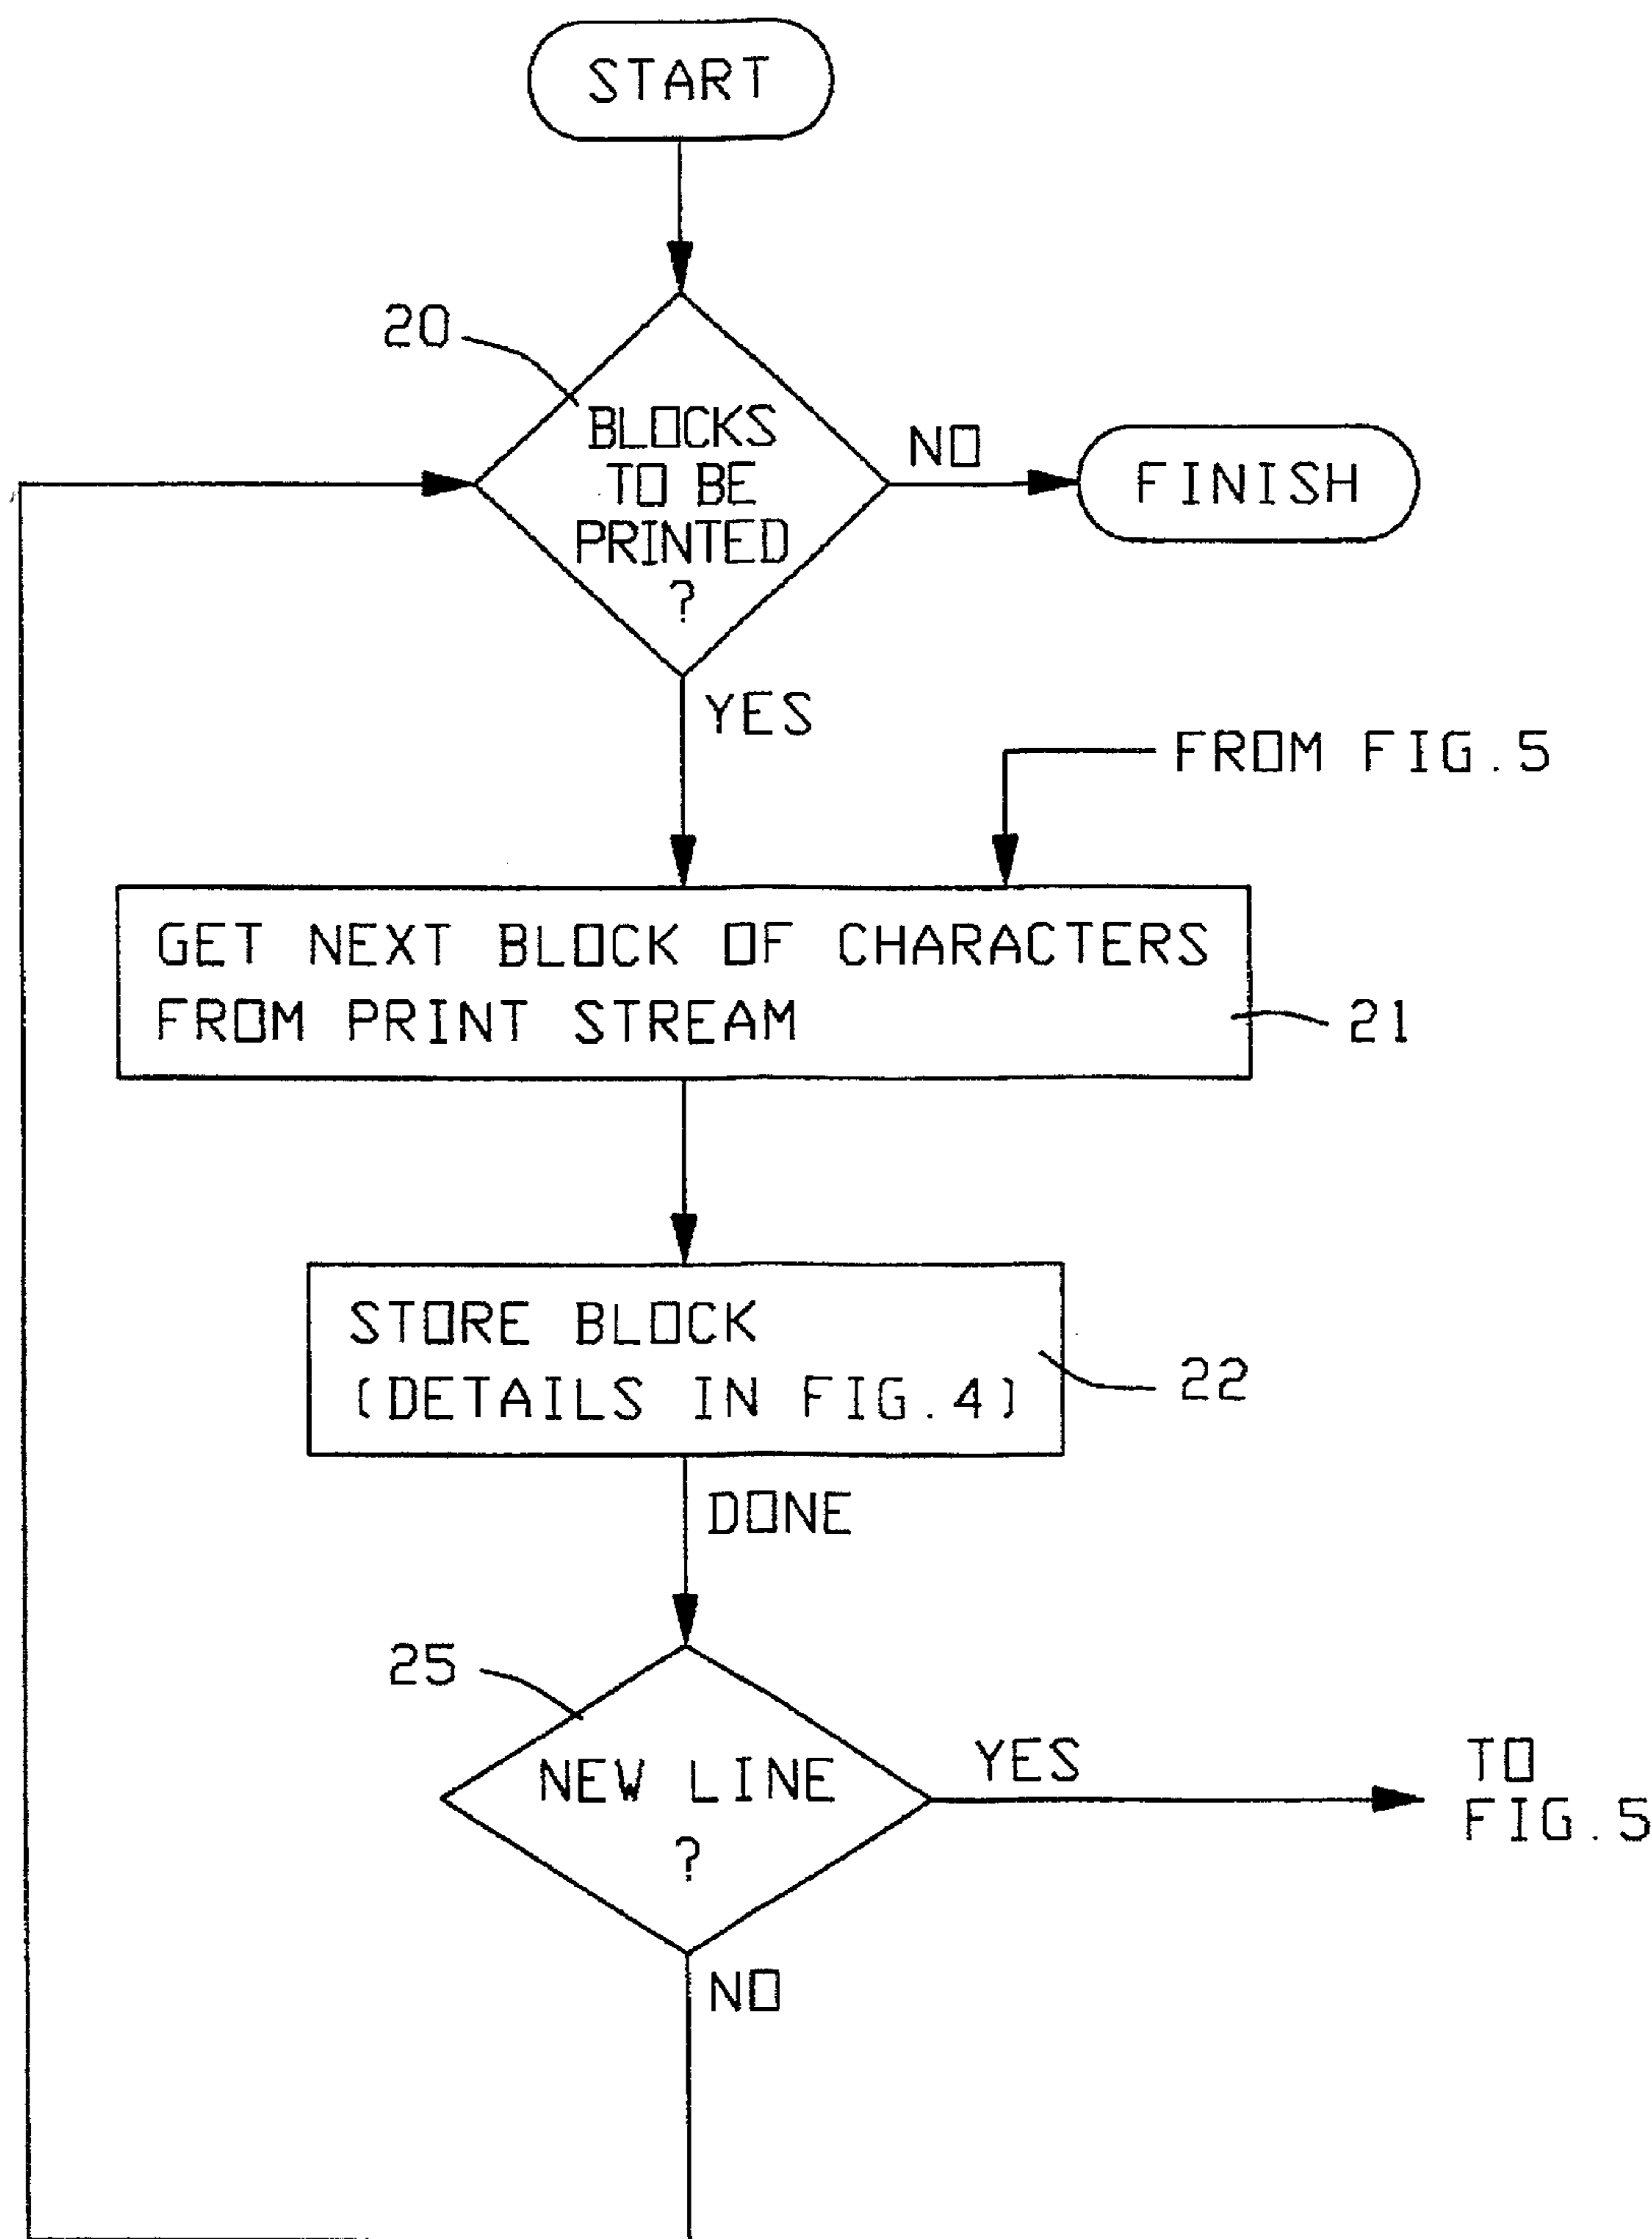 START
20
BLOCKS
TO BE
PRINTED
?
NO
FINISH
YES
FROM FIG.5
GET NEXT BLOCK OF CHARACTERS
FROM PRINT STREAM
21
STORE BLOCK
(DETAILS IN FIG.4)
22
DONE
25
NEW LINE
?
YES
TO
FIG.5
NO